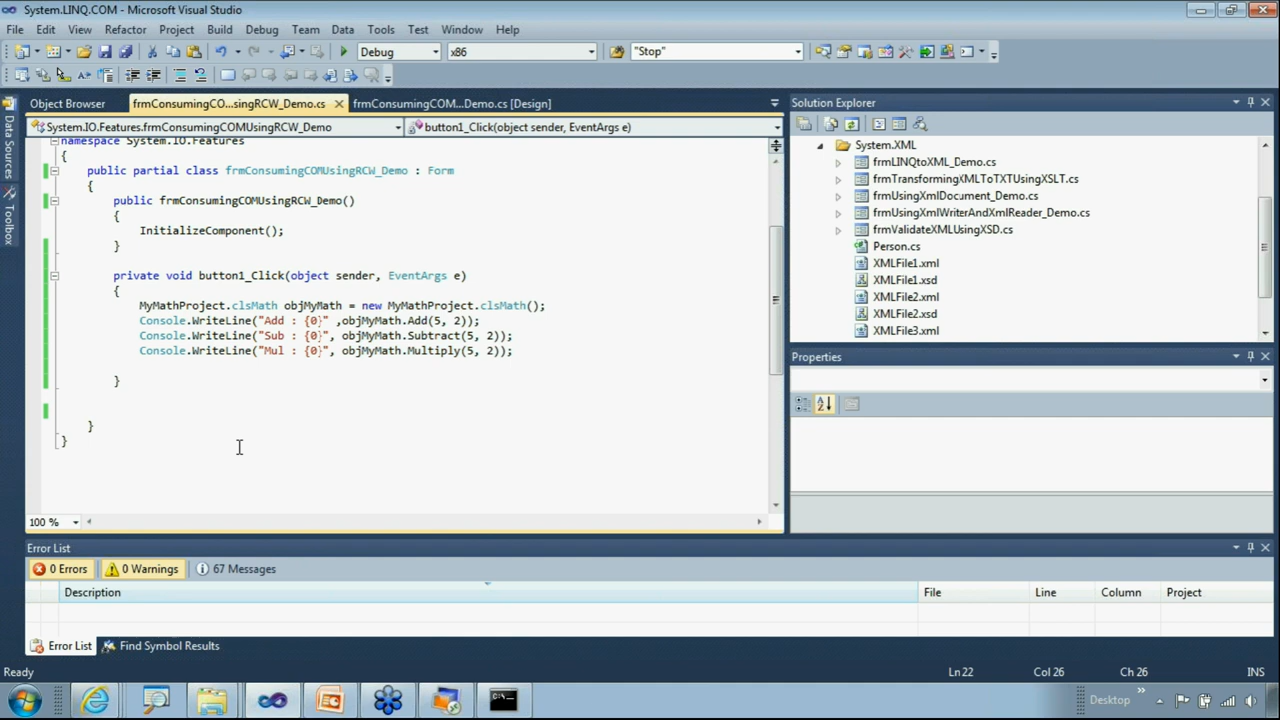 System.LINQ.COM - Microsoft Visual Studio
File Edit View Refactor Project Build Debug Team Data Tools Test Window Help
Debug x86 "Stop"
Object Browser frmConsumingCO...singRCW_Demo.cs frmConsumingCOM...Demo.cs [Design]
System.IO.Features.frmConsumingCOMUsingRCW_Demo button1_Click(object sender, EventArgs e)
namespace System.IO.Features
{
public partial class frmConsumingCOMUsingRCW_Demo : Form
{
public frmConsumingCOMUsingRCW_Demo()
{
InitializeComponent();
}
private void button1_Click(object sender, EventArgs e)
{
MyMathProject.clsMath objMyMath = new MyMathProject.clsMath();
Console.WriteLine("Add : {0}" ,objMyMath.Add(5, 2));
Console.WriteLine("Sub : {0}", objMyMath.Subtract(5, 2));
Console.WriteLine("Mul : {0}", objMyMath.Multiply(5, 2));
}
}
}
100 %
Data Sources
Toolbox
Solution Explorer
System.XML
frmLINQtoXML_Demo.cs
frmTransformingXMLToTXTUsingXSLT.cs
frmUsingXmlDocument_Demo.cs
frmUsingXmlWriterAndXmlReader_Demo.cs
frmValidateXMLUsingXSD.cs
Person.cs
XMLFile1.xml
XMLFile1.xsd
XMLFile2.xml
XMLFile2.xsd
XMLFile3.xml
Properties
Error List
0 Errors 0 Warnings 67 Messages
Description File Line Column Project
Error List Find Symbol Results
Ready Ln 22 Col 26 Ch 26 INS
Desktop